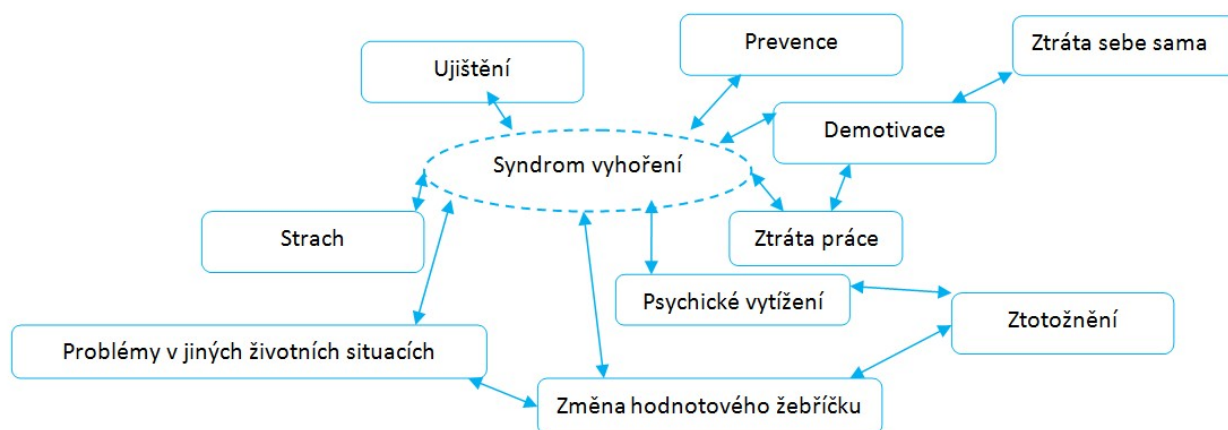 Prevence
Ztráta sebe sama
Ujištění
Demotivace
Syndrom vyhoření
Strach
Ztráta práce
Psychické vytížení
Ztotožnění
Problémy v jiných životních situacích
Změna hodnotového žebříčku